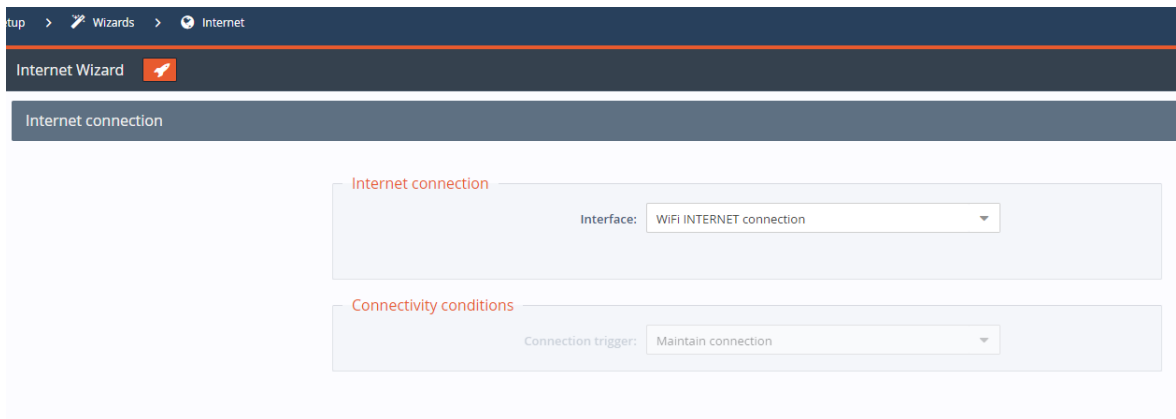 tup > Wizards > Internet
Internet Wizard
Internet connection
Internet connection
Interface: WiFi INTERNET connection
Connectivity conditions
Connection trigger: Maintain connection